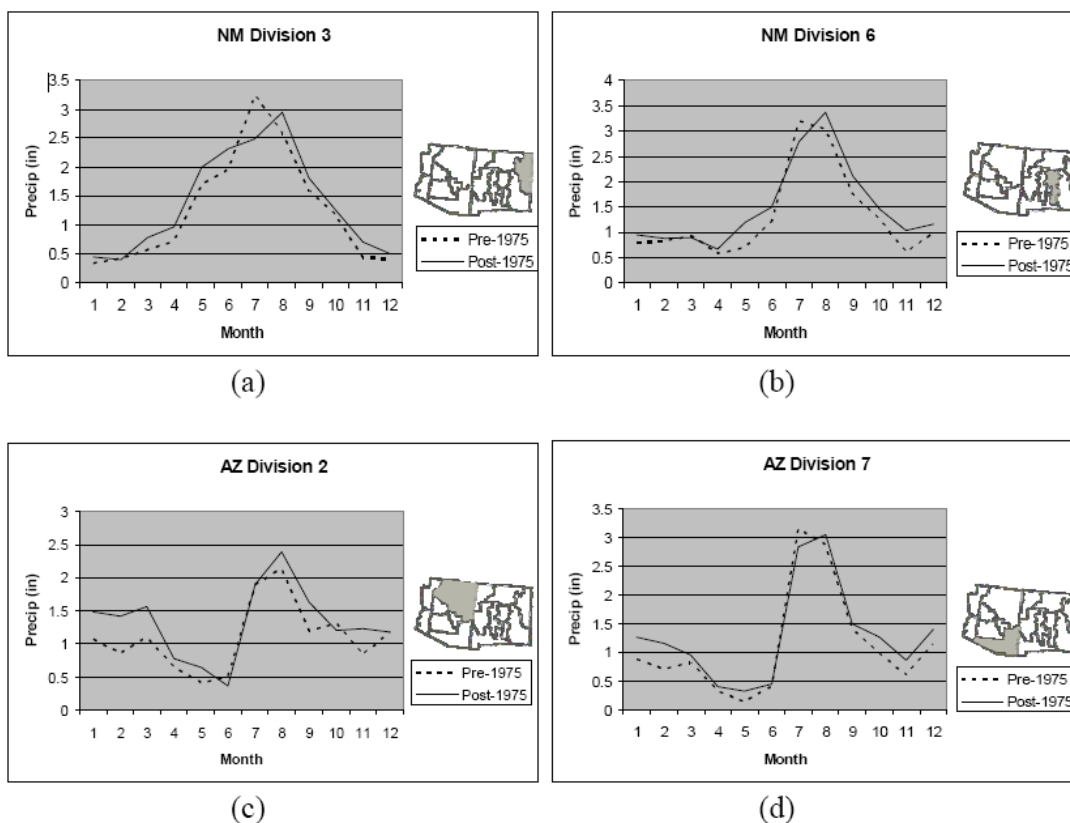 NM Division 3
3.5
3
2.5
2
1.5
1
0.5
0
Precip (in)
1 2 3 4 5 6 7 8 9 10 11 12
Month
Pre-1975
Post-1975
(a)
NM Division 6
4
3.5
3
2.5
2
1.5
1
0.5
0
Precip (in)
1 2 3 4 5 6 7 8 9 10 11 12
Month
Pre-1975
Post-1975
(b)
AZ Division 2
3
2.5
2
1.5
1
0.5
0
Precip (in)
1 2 3 4 5 6 7 8 9 10 11 12
Month
Pre-1975
Post-1975
(c)
AZ Division 7
3.5
3
2.5
2
1.5
1
0.5
0
Precip (in)
1 2 3 4 5 6 7 8 9 10 11 12
Month
Pre-1975
Post-1975
(d)